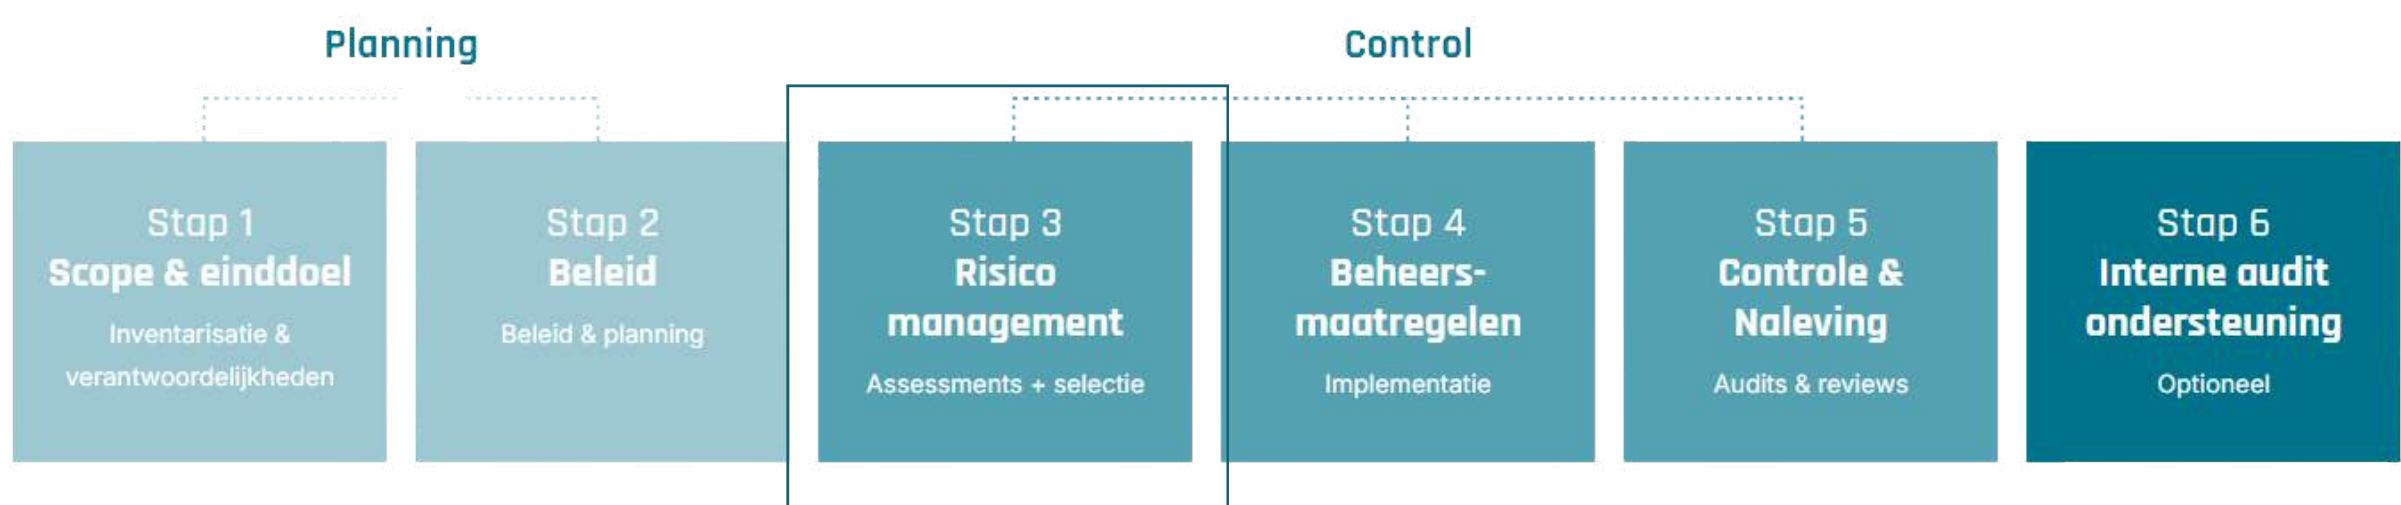 Planning
Control
Stap 1
Scope & einddoel
Inventarisatie &
verantwoordelijkheden
Stap 2
Beleid
Beleid & planning
Stap 3
Risico
management
Assessments + selectie
Stap 4
Beheers-
maatregelen
Implementatie
Stap 5
Controle &
Naleving
Audits & reviews
Stap 6
Interne audit
ondersteuning
Optioneel